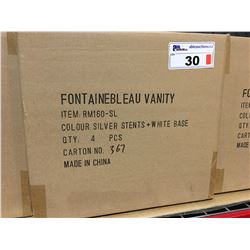 30
FONTAINEBLEAU VANITY
ITEM: RM160-SL
COLOUR: SILVER STENTS + WHITE BASE
QTY. 4 PCS
CARTON NO. 367
MADE IN CHINA